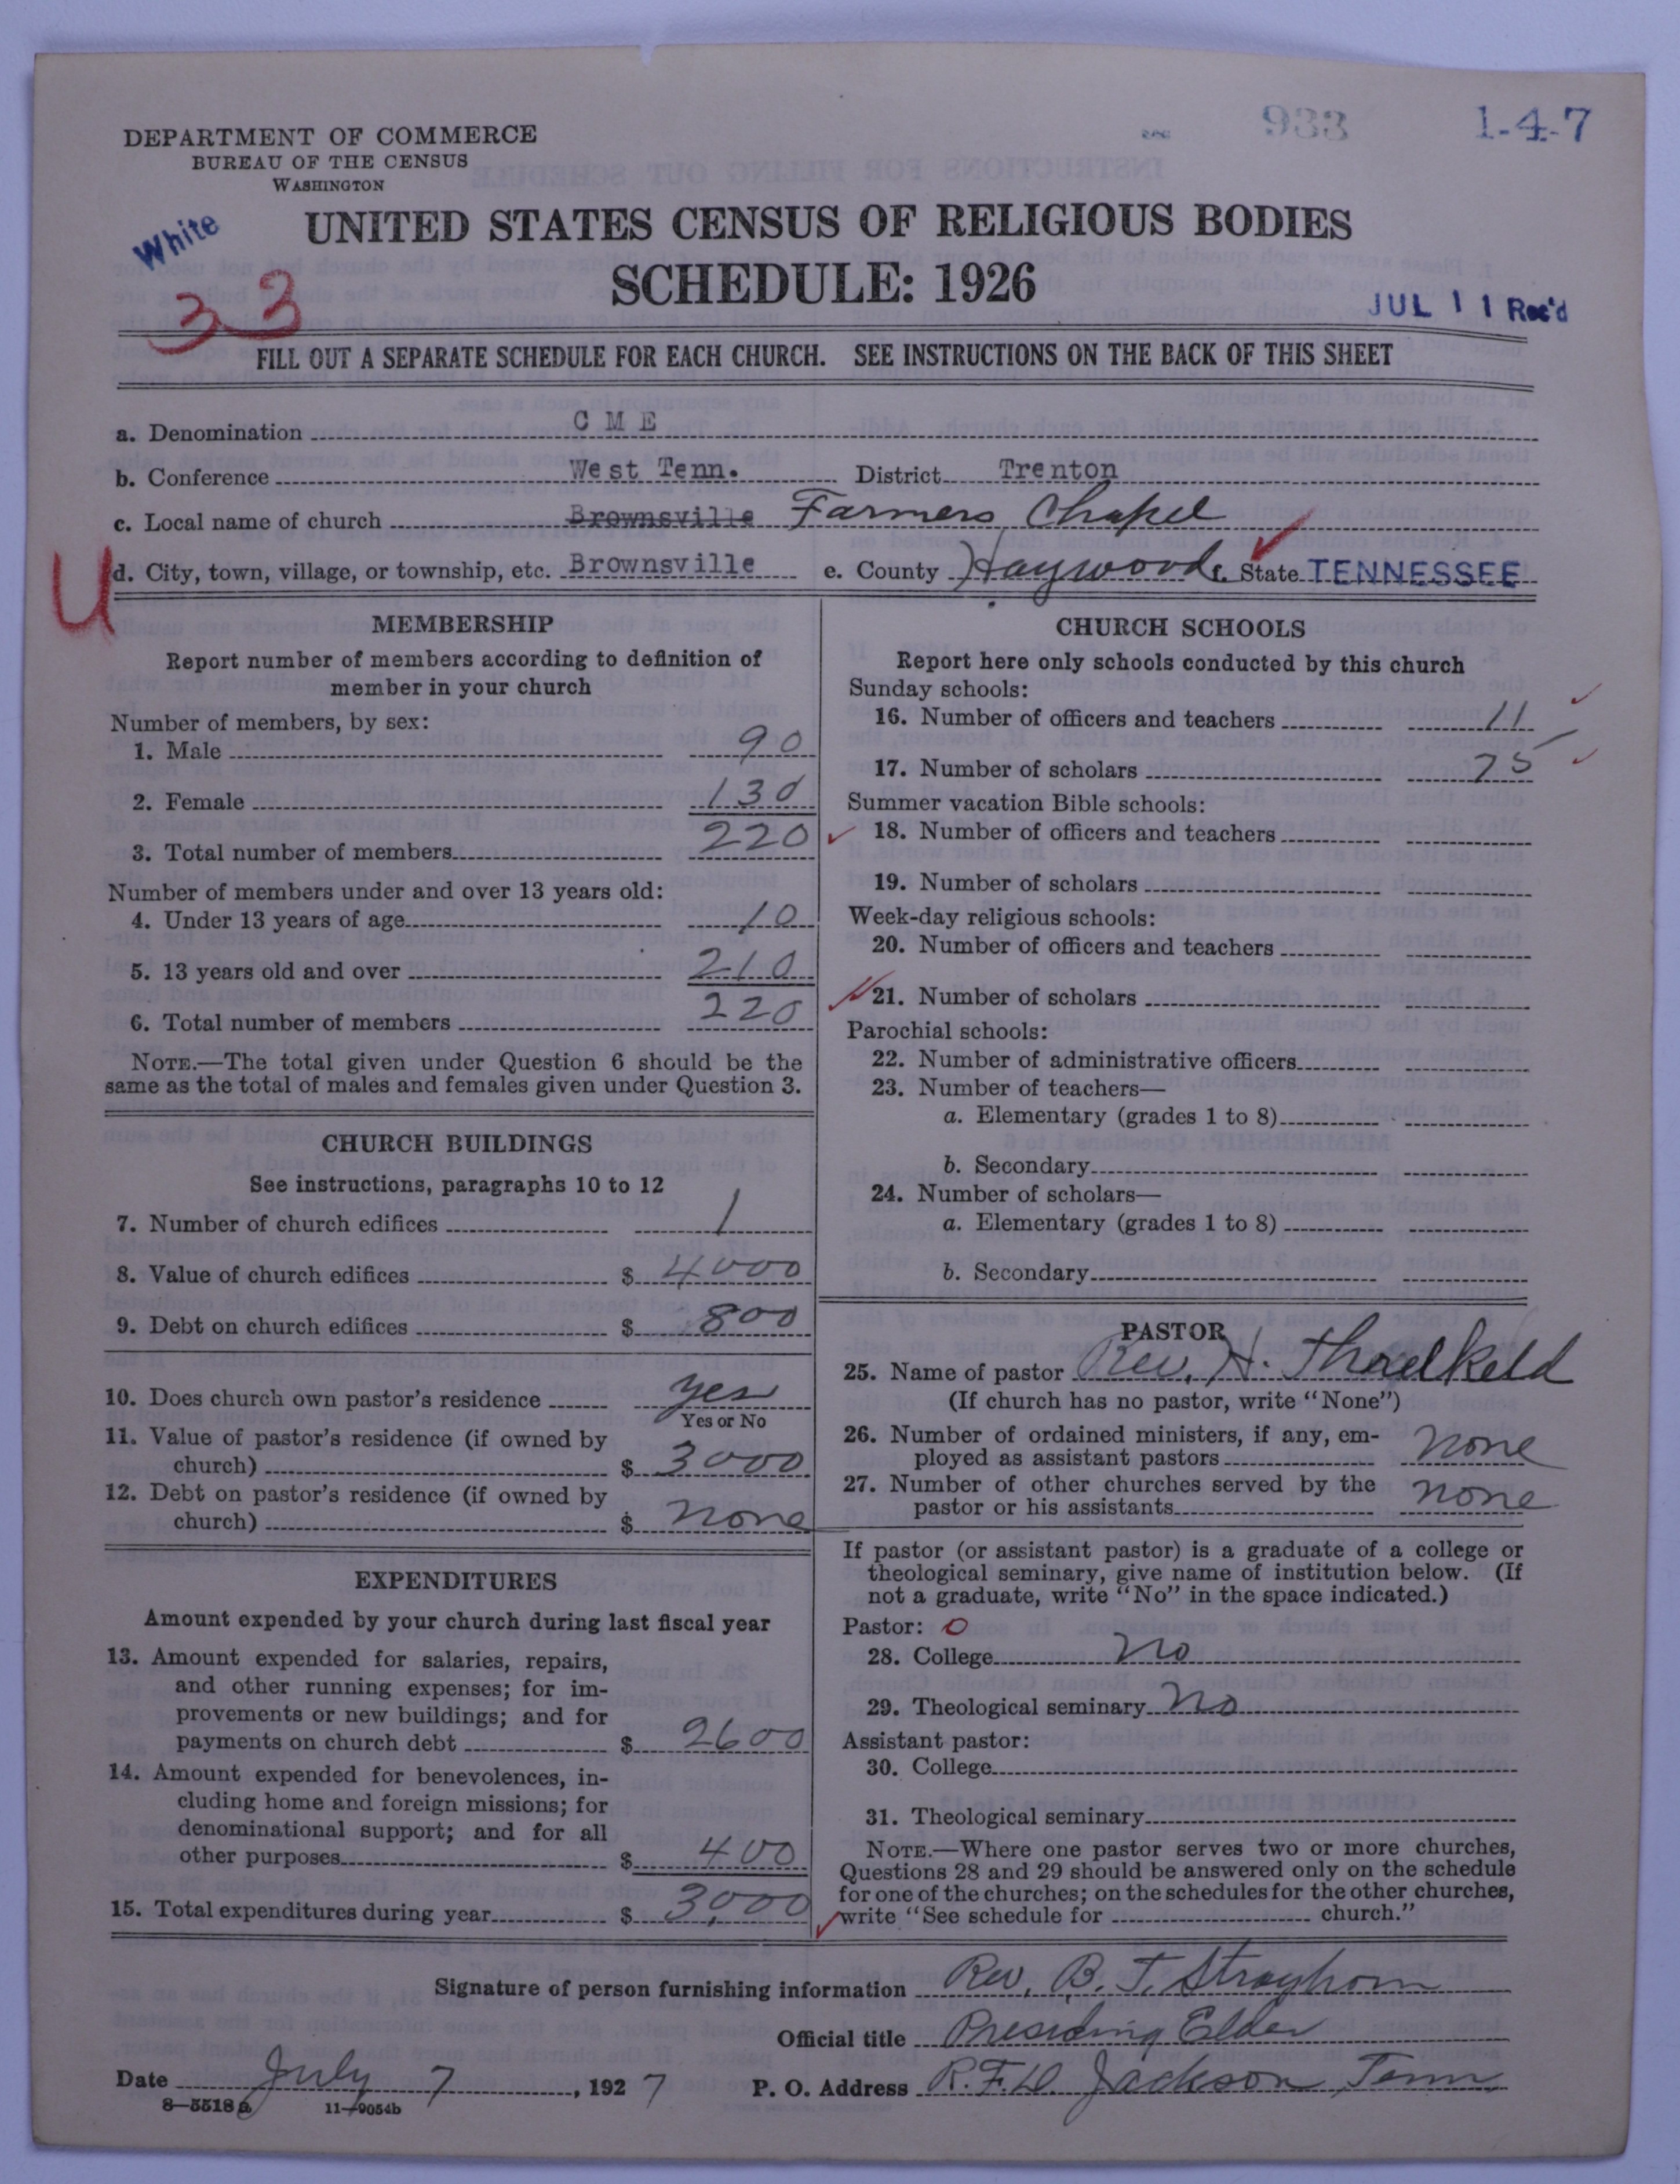 933
1-4-7
DEPARTMENT OF COMMERCE
BUREAU OF THE CENSUS
WASHINGTON
White
33
UNITED STATES CENSUS OF RELIGIOUS BODIES
SCHEDULE: 1926
JUL 11 Rec'd
FILL OUT A SEPARATE SCHEDULE FOR EACH CHURCH. SEE INSTRUCTIONS ON THE BACK OF THIS SHEET
a. Denomination C M E
b. Conference West Tenn. District Trenton
c. Local name of church Brownsville Farmers Chapel
U
d. City, town, village, or township, etc. Brownsville e. County Haywood f. State TENNESSEE
MEMBERSHIP
Report number of members according to definition of
member in your church
Number of members, by sex:
1. Male 90
2. Female 130
3. Total number of members 220
Number of members under and over 13 years old:
4. Under 13 years of age 10
5. 13 years old and over 210
6. Total number of members 220
NOTE.—The total given under Question 6 should be the
same as the total of males and females given under Question 3.
CHURCH BUILDINGS
See instructions, paragraphs 10 to 12
7. Number of church edifices 1
8. Value of church edifices $ 4000
9. Debt on church edifices $ 800
10. Does church own pastor's residence yes
Yes or No
11. Value of pastor's residence (if owned by
church) $ 3000
12. Debt on pastor's residence (if owned by
church) $ none
EXPENDITURES
Amount expended by your church during last fiscal year
13. Amount expended for salaries, repairs,
and other running expenses; for im-
provements or new buildings; and for
payments on church debt $ 2600
14. Amount expended for benevolences, in-
cluding home and foreign missions; for
denominational support; and for all
other purposes $ 400
15. Total expenditures during year $ 3,000
CHURCH SCHOOLS
Report here only schools conducted by this church
Sunday schools:
16. Number of officers and teachers 11
17. Number of scholars 75
Summer vacation Bible schools:
18. Number of officers and teachers
19. Number of scholars
Week-day religious schools:
20. Number of officers and teachers
21. Number of scholars
Parochial schools:
22. Number of administrative officers
23. Number of teachers—
a. Elementary (grades 1 to 8)
b. Secondary
24. Number of scholars—
a. Elementary (grades 1 to 8)
b. Secondary
PASTOR
25. Name of pastor Rev. H. Thraelkeld
(If church has no pastor, write "None")
26. Number of ordained ministers, if any, em-
ployed as assistant pastors none
27. Number of other churches served by the
pastor or his assistants none
If pastor (or assistant pastor) is a graduate of a college or
theological seminary, give name of institution below. (If
not a graduate, write "No" in the space indicated.)
Pastor: 0
28. College No
29. Theological seminary No
Assistant pastor:
30. College
31. Theological seminary
NOTE.—Where one pastor serves two or more churches,
Questions 28 and 29 should be answered only on the schedule
for one of the churches; on the schedules for the other churches,
write "See schedule for church."
Signature of person furnishing information Rev. B. T. Strayhorn
Official title Presiding Elder
Date July 7, 1927 P. O. Address R.F.D. Jackson Tenn,
8—5518a 11—9054b